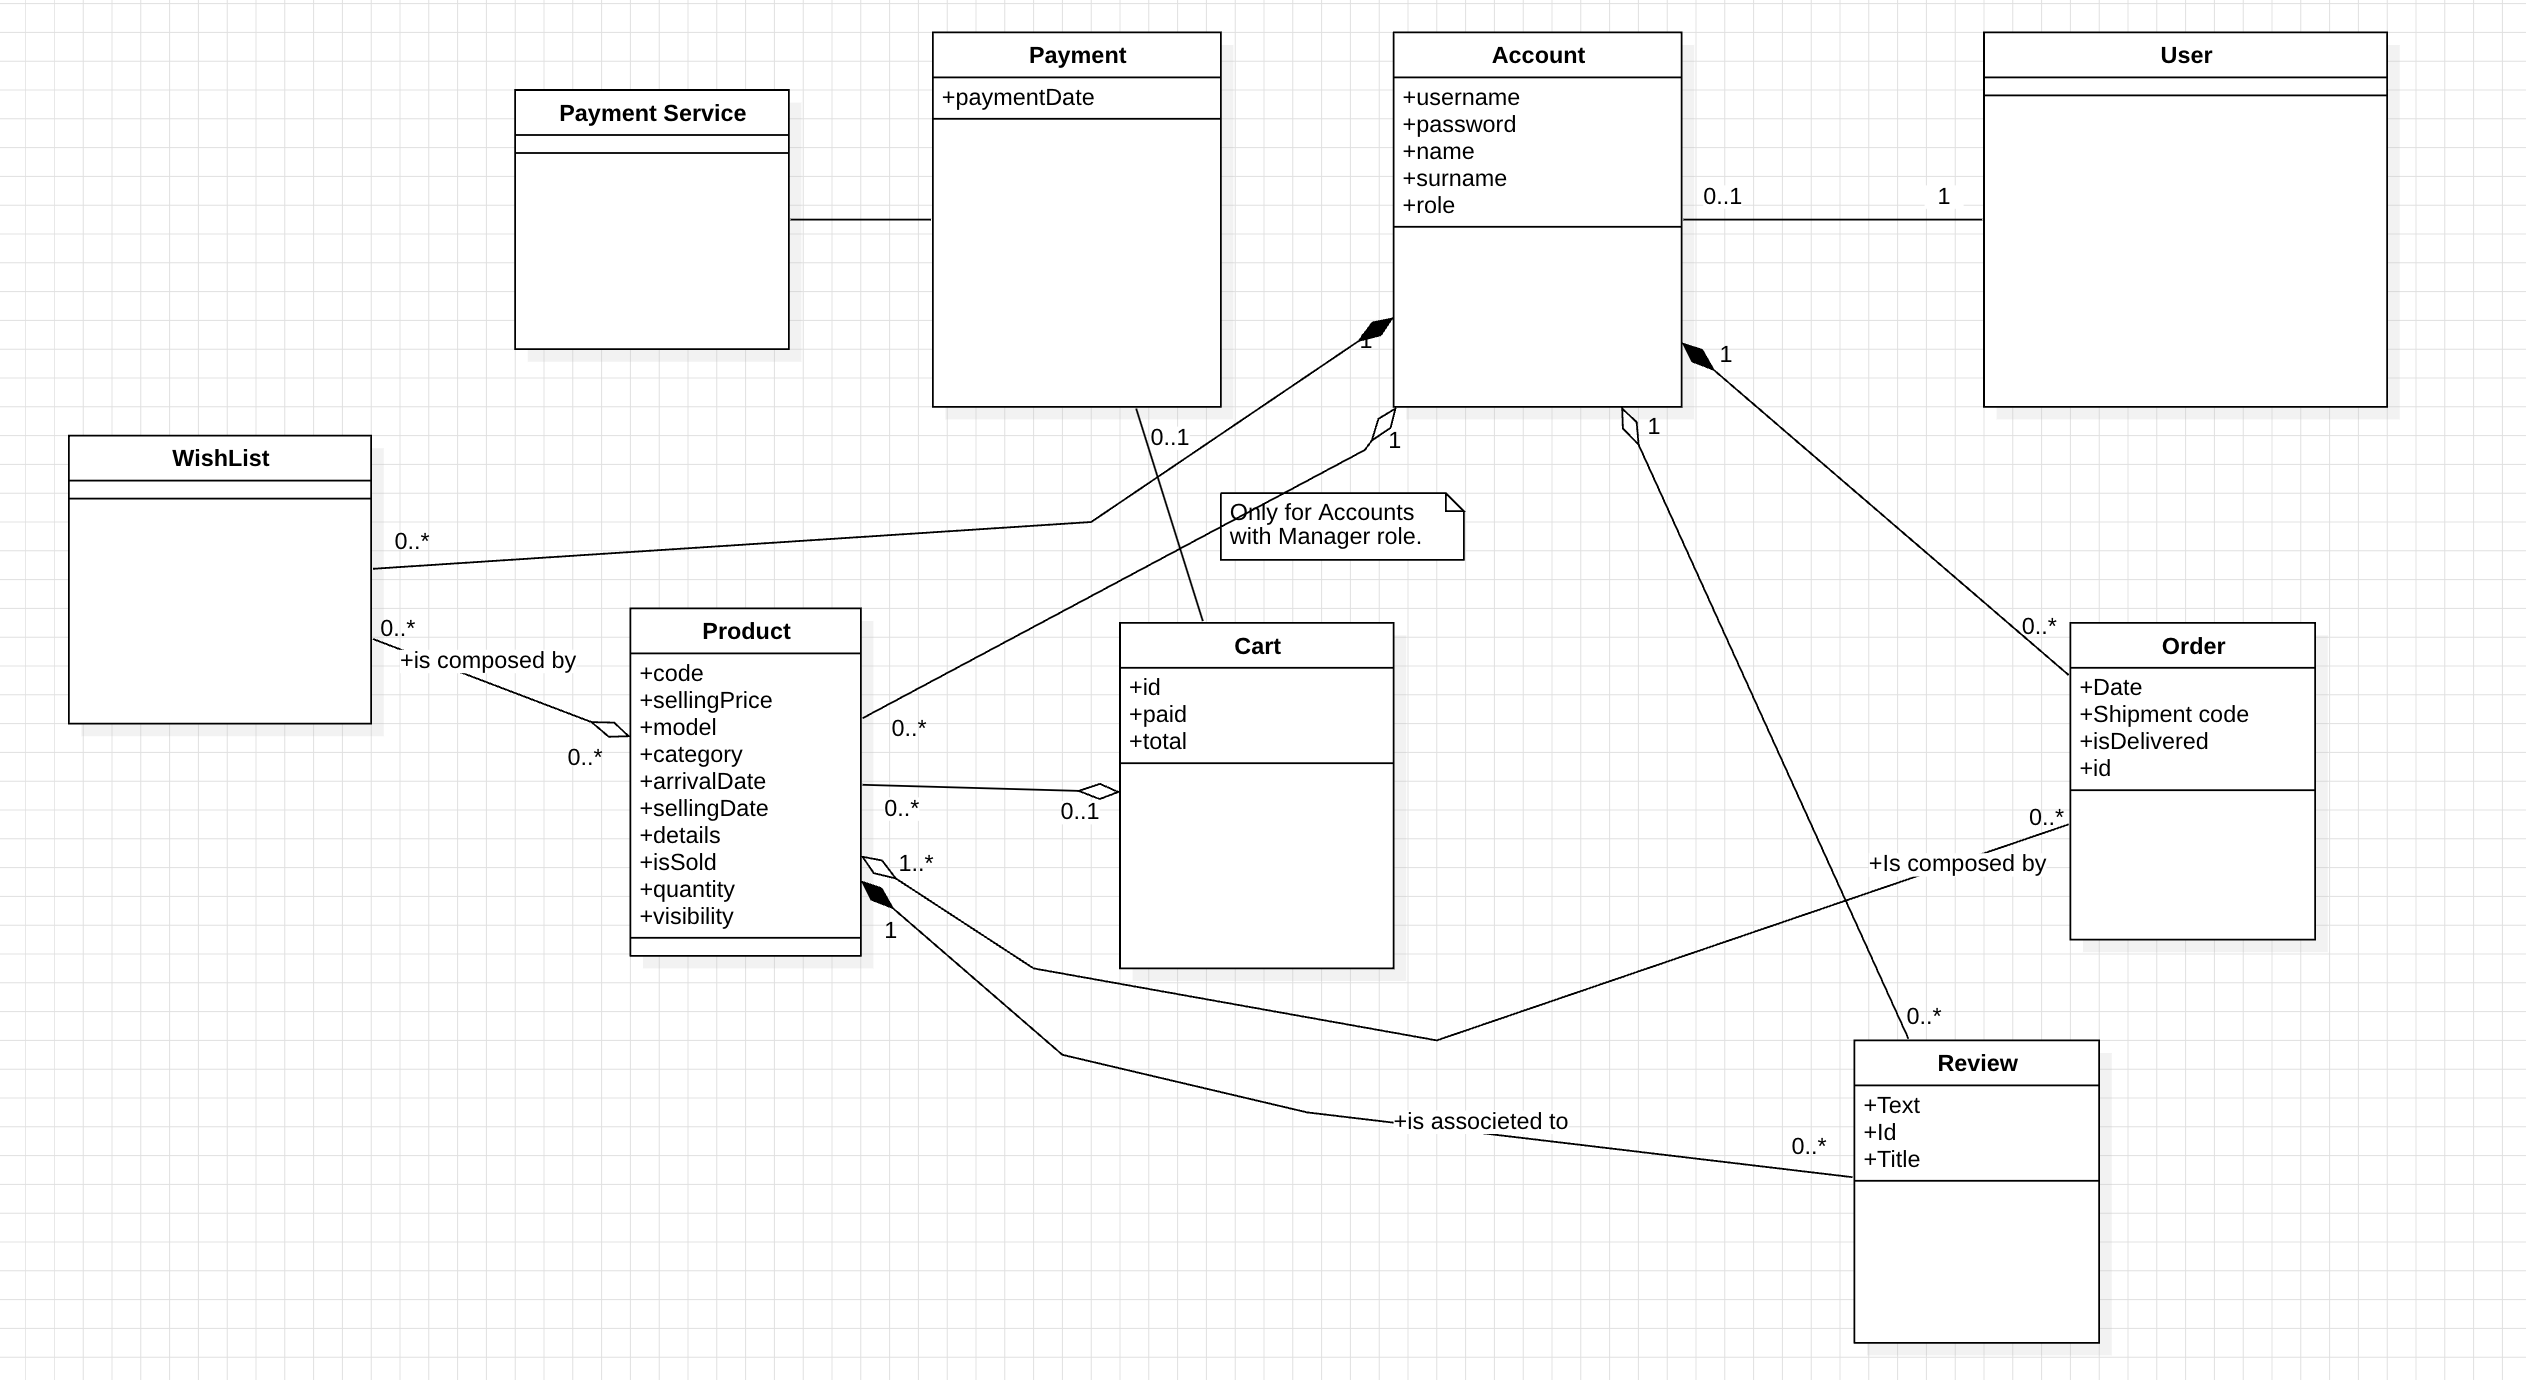 Payment
+paymentDate
Account
+username
+password
+name
+surname
+role
User
Payment Service
0..1
1
1
1
0..1
1
1
WishList
0..*
Only for Accounts
with Manager role.
0..*
+is composed by
0..*
Product
+code
+sellingPrice
+model
+category
+arrivalDate
+sellingDate
+details
+isSold
+quantity
+visibility
0..*
0..*
0..1
1..*
1
Cart
+id
+paid
+total
0..*
Order
+Date
+Shipment code
+isDelivered
+id
0..*
+Is composed by
0..*
Review
+Text
+Id
+Title
+is associeted to
0..*